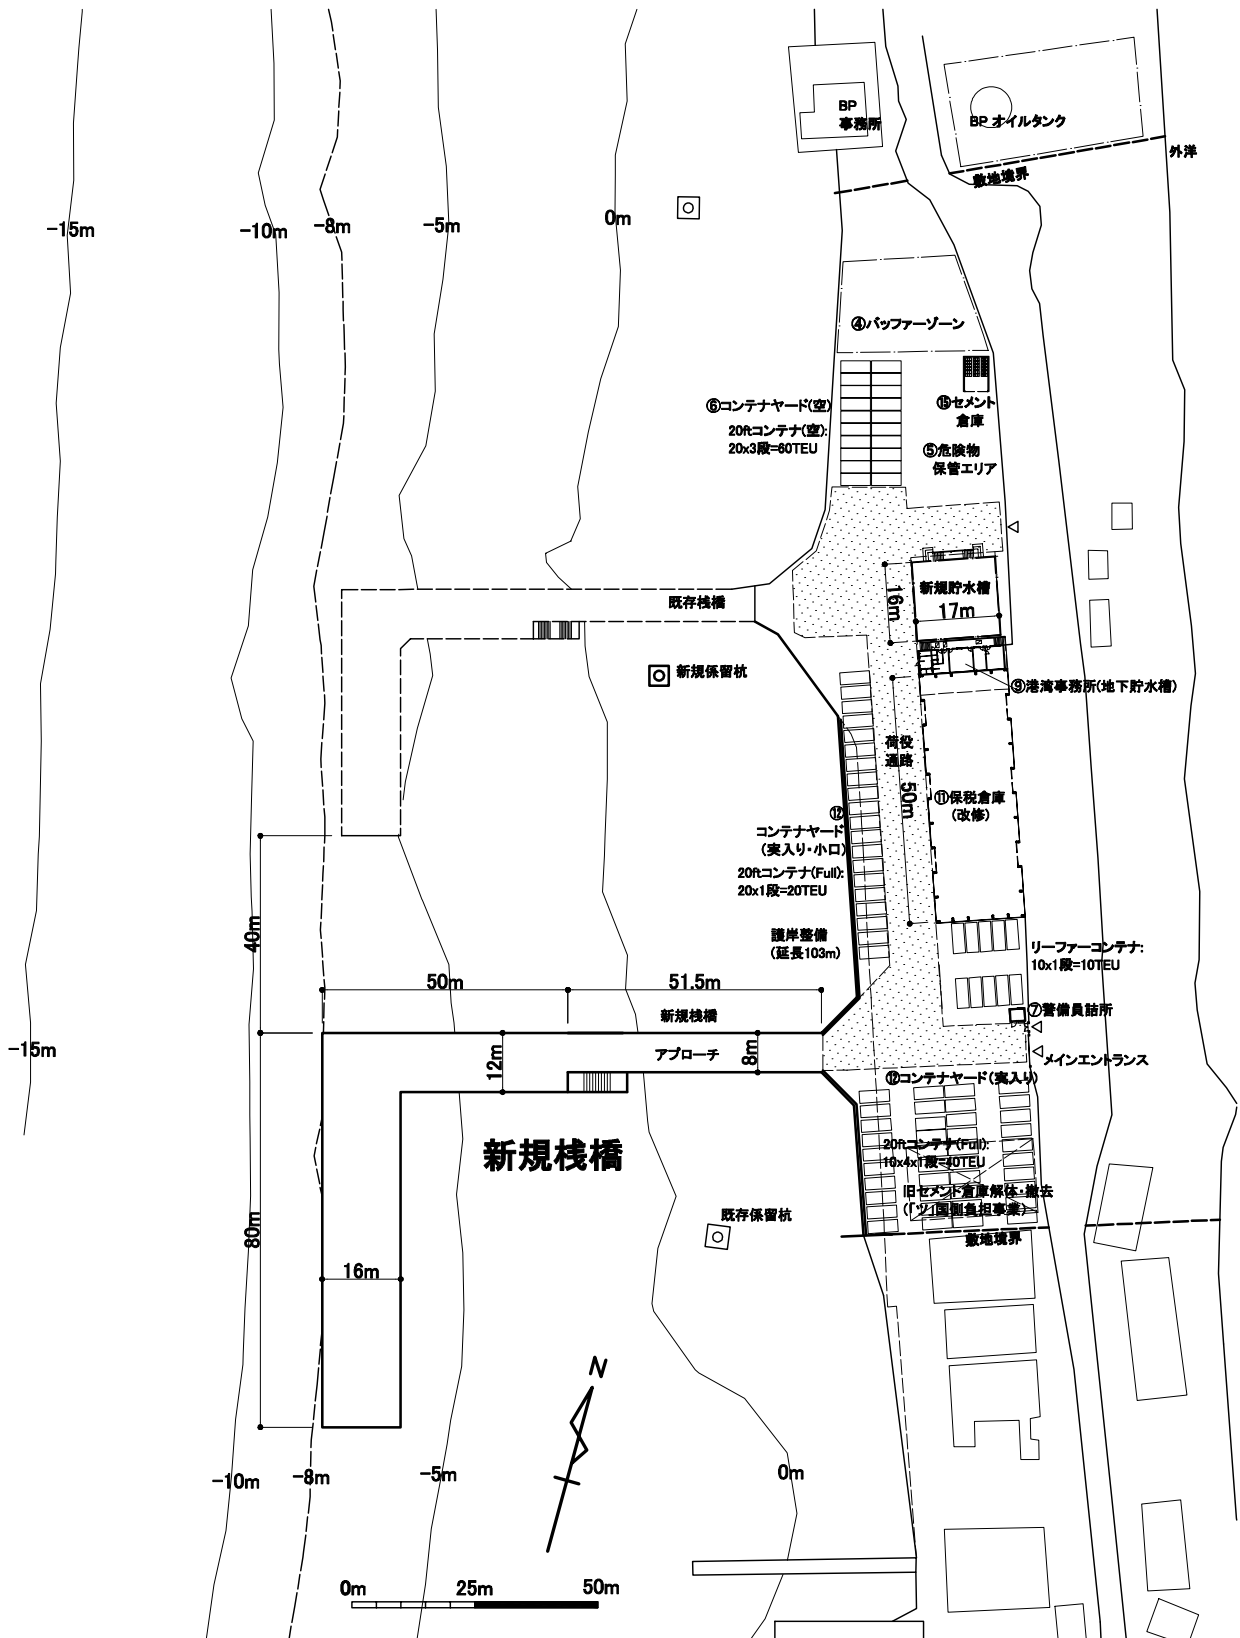 BP
事務所
BP オイルタンク
外洋
敷地境界
-15m
-10m
-8m
-5m
0m
④バッファーゾーン
⑥コンテナヤード(空)
20ftコンテナ(空):
20x3段=60TEU
⑮セメント
倉庫
⑤危険物
保管エリア
既存桟橋
新規貯水槽
16m
17m
新規係留杭
⑨港湾事務所(地下貯水槽)
荷役
通路
50m
⑪保税倉庫
(改修)
⑫
コンテナヤード
(実入り・小口)
20ftコンテナ(Full):
20x1段=20TEU
護岸整備
(延長103m)
リーファーコンテナ:
10x1段=10TEU
40m
50m
51.5m
新規桟橋
⑦警備員詰所
-15m
12m
アプローチ
8m
メインエントランス
⑫コンテナヤード(実入り)
新規桟橋
20ftコンテナ(Full):
10x4x1段=40TEU
旧セメント倉庫解体・撤去
(「ツ」国側負担事業)
既存係留杭
敷地境界
80m
16m
N
-10m
-8m
-5m
0m
0m
25m
50m